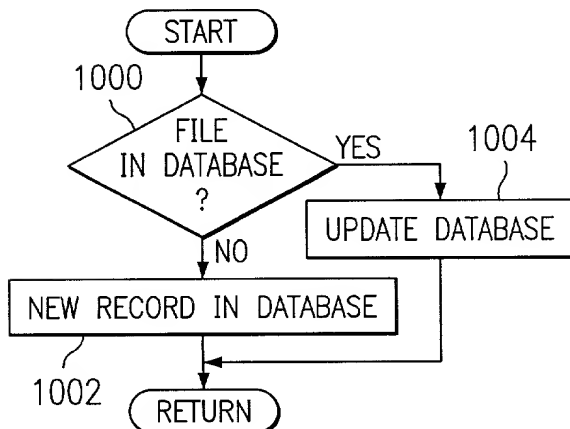 START
1000
FILE
IN DATABASE
?
YES
1004
UPDATE DATABASE
NO
NEW RECORD IN DATABASE
1002
RETURN